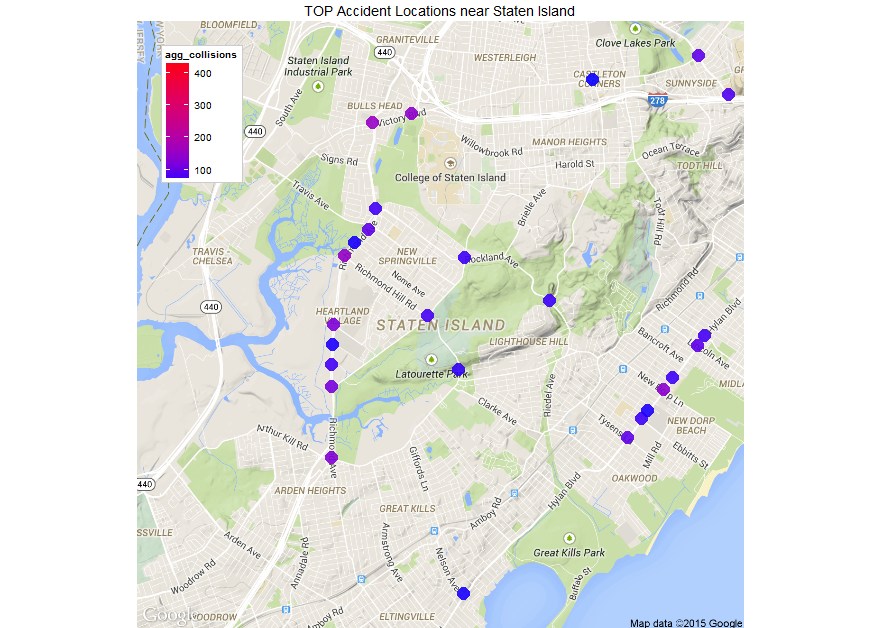 TOP Accident Locations near Staten Island
agg_collisions
400
300
200
100
BLOOMFIELD
GRANITEVILLE
440
Clove Lakes Park
Staten Island
Industrial Park
WESTERLEIGH
CASTLETON
CORNERS
SUNNYSIDE
South Ave
BULLS HEAD
Victory
278
440
Willowbrook Rd
MANOR HEIGHTS
Ocean Terrace
Signs Rd
Harold St
TODT HILL
College of Staten Island
Travis Ave
Brielle Ave
Todt Hill Rd
TRAVIS -
CHELSEA
NEW
SPRINGVILLE
Rockland Ave
Nome Ave
Richmond Hill Rd
Richmond Rd
440
HEARTLAND
VILLAGE
STATEN ISLAND
Hylan Blvd
LIGHTHOUSE HILL
Bancroft Ave
Lincoln Ave
Latourette Park
Riedel Ave
New Dorp Ln
MIDL
Clarke Ave
Tysens
NEW DORP
BEACH
Arthur Kill Rd
Richmond Ave
Giffords Ln
Mill Rd
Ebbitts St
440
ARDEN HEIGHTS
Hylan Blvd
OAKWOOD
GREAT KILLS
Amboy Rd
SSVILLE
Arden Ave
Annadale Rd
Armstrong Ave
Nelson Ave
Great Kills Park
Woodrow Rd
Buffalo St
Google
WOODROW
Amboy Rd
ELTINGVILLE
Map data ©2015 Google